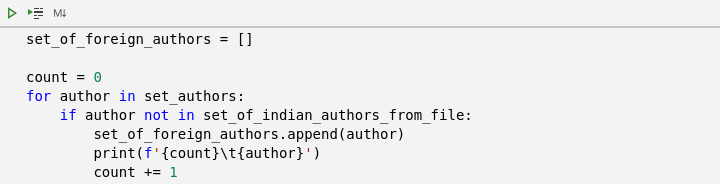 M↓
set_of_foreign_authors = []
count = 0
for author in set_authors:
    if author not in set_of_indian_authors_from_file:
        set_of_foreign_authors.append(author)
        print(f'{count}\t{author}')
        count += 1